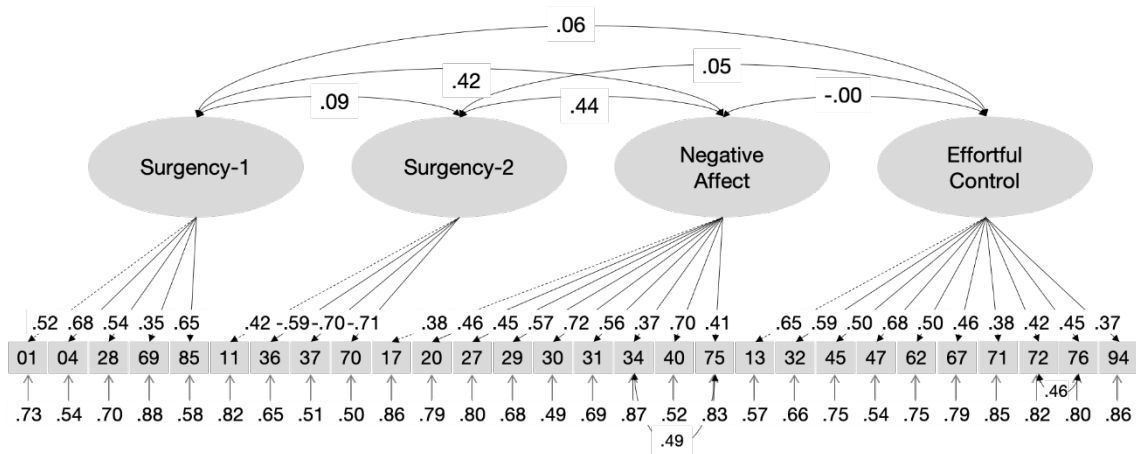 .06
.42 .05
.09 .44 -.00
Surgency-1 Surgency-2 Negative Affect Effortful Control
.52 .68 .54 .35 .65 .42 -.59 -.70 -.71 .38 .46 .45 .57 .72 .56 .37 .70 .41 .65 .59 .50 .68 .50 .46 .38 .42 .45 .37
01 04 28 69 85 11 36 37 70 17 20 27 29 30 31 34 40 75 13 32 45 47 62 67 71 72 76 94
.46
.73 .54 .70 .88 .58 .82 .65 .51 .50 .86 .79 .80 .68 .49 .69 .87 .52 .83 .57 .66 .75 .54 .75 .79 .85 .82 .80 .86
.49